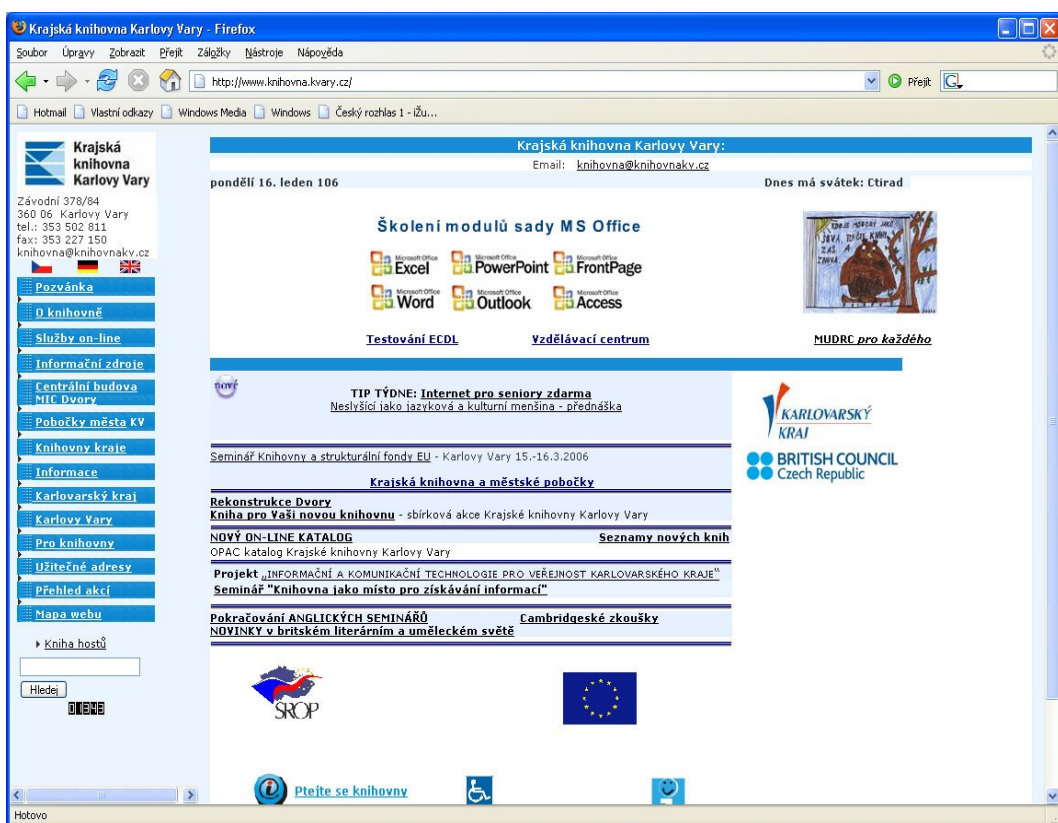 Krajská knihovna Karlovy Vary - Firefox
Soubor Úpravy Zobrazit Přejít Záložky Nástroje Nápověda
http://www.knihovna.kvary.cz/ Přejít G
Hotmail Vlastní odkazy Windows Media Windows Český rozhlas 1 - iŽu...
Krajská
knihovna
Karlovy Vary
Závodní 378/84
360 06 Karlovy Vary
tel.: 353 502 811
fax: 353 227 150
knihovna@knihovnakv.cz
Pozvánka
O knihovně
Služby on-line
Informační zdroje
Centrální budova
MIC Dvory
Pobočky města KV
Knihovny kraje
Informace
Karlovarský kraj
Karlovy Vary
Pro knihovny
Užitečné adresy
Přehled akcí
Mapa webu
Kniha hostů
Hledej
Krajská knihovna Karlovy Vary:
Email: knihovna@knihovnakv.cz
pondělí 16. leden 106 Dnes má svátek: Ctirad
Školení modulů sady MS Office
Microsoft Office Excel Microsoft Office PowerPoint Microsoft Office FrontPage
Microsoft Office Word Microsoft Office Outlook Microsoft Office Access
Testování ECDL Vzdělávací centrum MUDRC pro každého
nové
TIP TÝDNE: Internet pro seniory zdarma
Neslyšící jako jazyková a kulturní menšina - přednáška
KARLOVARSKÝ
KRAJ
BRITISH COUNCIL
Czech Republic
Seminář Knihovny a strukturální fondy EU - Karlovy Vary 15.-16.3.2006
Krajská knihovna a městské pobočky
Rekonstrukce Dvory
Kniha pro Vaši novou knihovnu - sbírková akce Krajské knihovny Karlovy Vary
NOVÝ ON-LINE KATALOG Seznamy nových knih
OPAC katalog Krajské knihovny Karlovy Vary
Projekt „INFORMAČNÍ A KOMUNIKAČNÍ TECHNOLOGIE PRO VEŘEJNOST KARLOVARSKÉHO KRAJE"
Seminář "Knihovna jako místo pro získávání informací"
Pokračování ANGLICKÝCH SEMINÁŘŮ Cambridgeské zkoušky
NOVINKY v britském literárním a uměleckém světě
SROP
Ptejte se knihovny
Hotovo